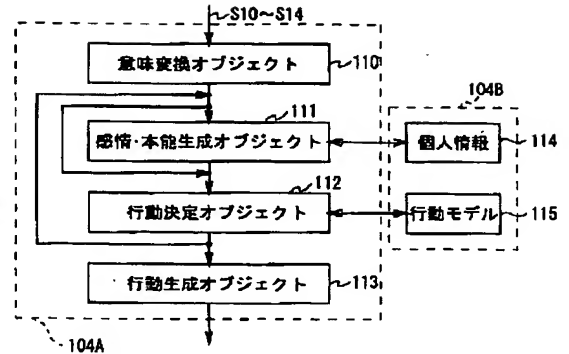 S10~S14
意味変換オブジェクト
110
104B
111
感情・本能生成オブジェクト
個人情報
114
112
行動決定オブジェクト
行動モデル
115
行動生成オブジェクト
113
104A